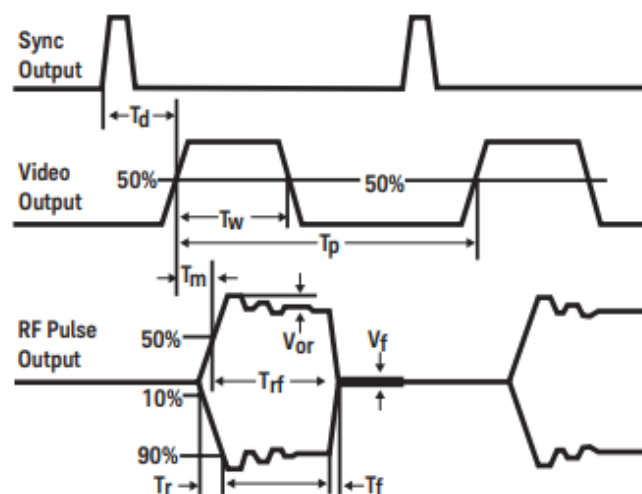 Sync
Output
Td
Video
Output
50%
50%
Tw
Tp
Tm
RF Pulse
Output
50%
Vor
Vf
Trf
10%
90%
Tr
Tf